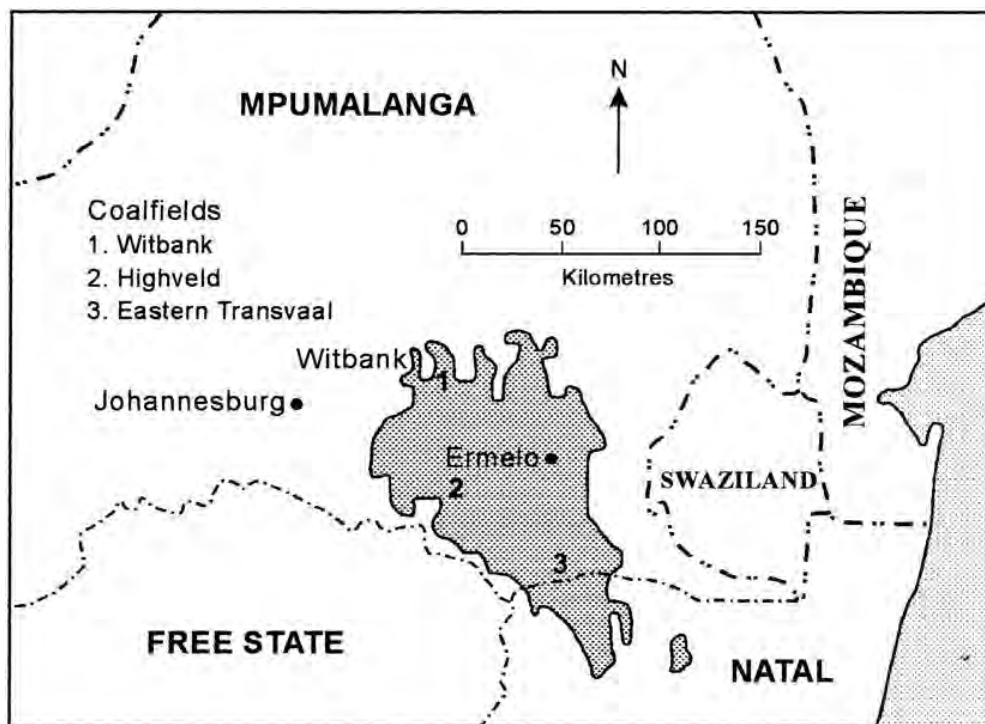 MPUMALANGA
N
Coalfields
1. Witbank
2. Highveld
3. Eastern Transvaal
0 50 100 150
Kilometres
MOZAMBIQUE
Witbank
1
Johannesburg
Ermelo
2
SWAZILAND
3
FREE STATE
NATAL